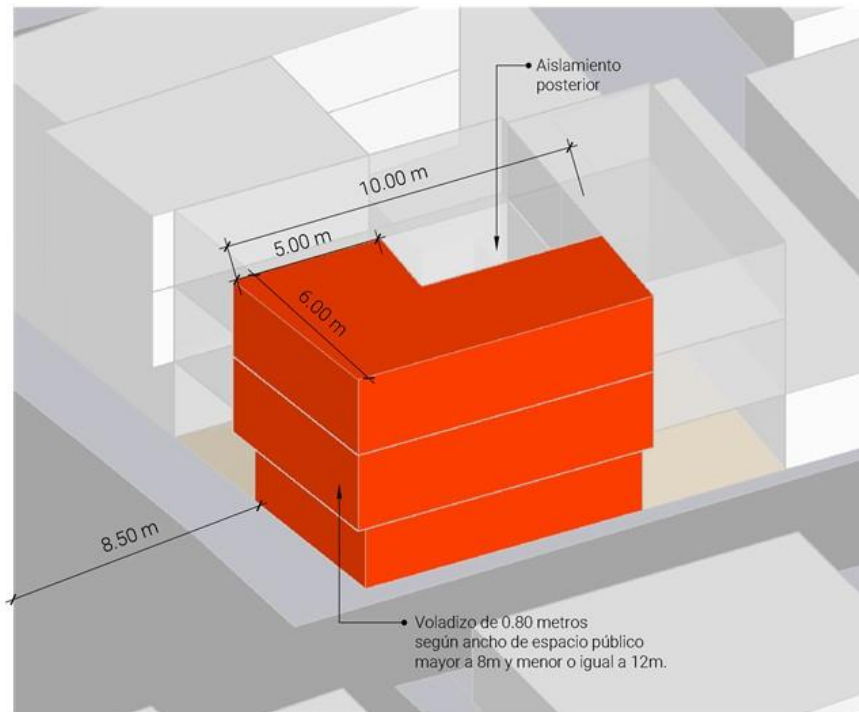 Aislamiento
posterior
10.00 m
5.00 m
6.00 m
8.50 m
Voladizo de 0.80 metros
según ancho de espacio público
mayor a 8m y menor o igual a 12m.